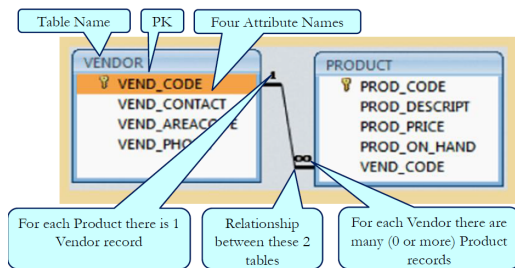 Table Name
PK
Four Attribute Names
VENDOR
VEND_CODE
VEND_CONTACT
VEND_AREACODE
1
PRODUCT
PROD_CODE
PROD_DESCRIPT
PROD_PRICE
PROD_ON_HAND
VEND_CODE
∞
For each Product there is 1
Vendor record
Relationship
between these 2
tables
For each Vendor there are
many (0 or more) Product
records